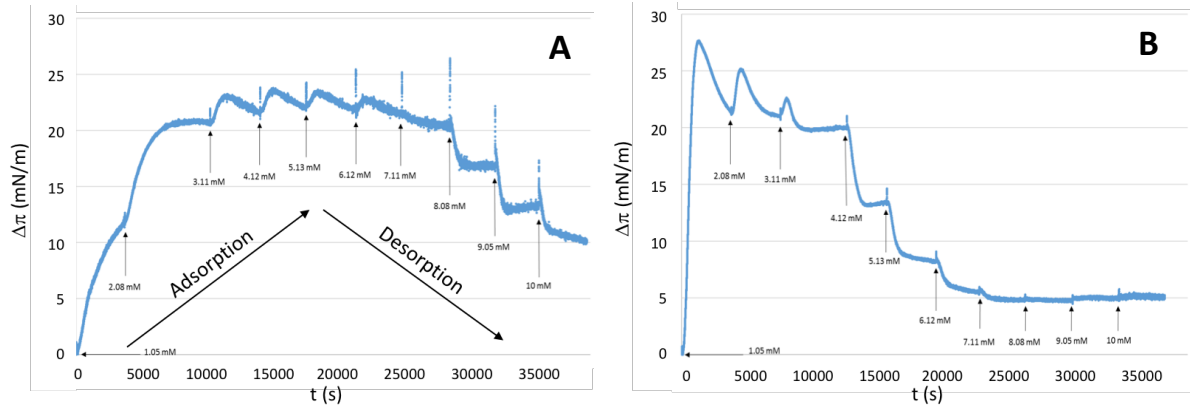 A
30
25
20
15
10
5
0
Δπ (mN/m)
1.05 mM
2.08 mM
3.11 mM
4.12 mM
5.13 mM
6.12 mM
7.11 mM
8.08 mM
9.05 mM
10 mM
Adsorption
Desorption
0 5000 10000 15000 20000 25000 30000 35000
t (s)
B
30
25
20
15
10
5
0
Δπ (mN/m)
1.05 mM
2.08 mM
3.11 mM
4.12 mM
5.13 mM
6.12 mM
7.11 mM
8.08 mM
9.05 mM
10 mM
0 5000 10000 15000 20000 25000 30000 35000
t (s)